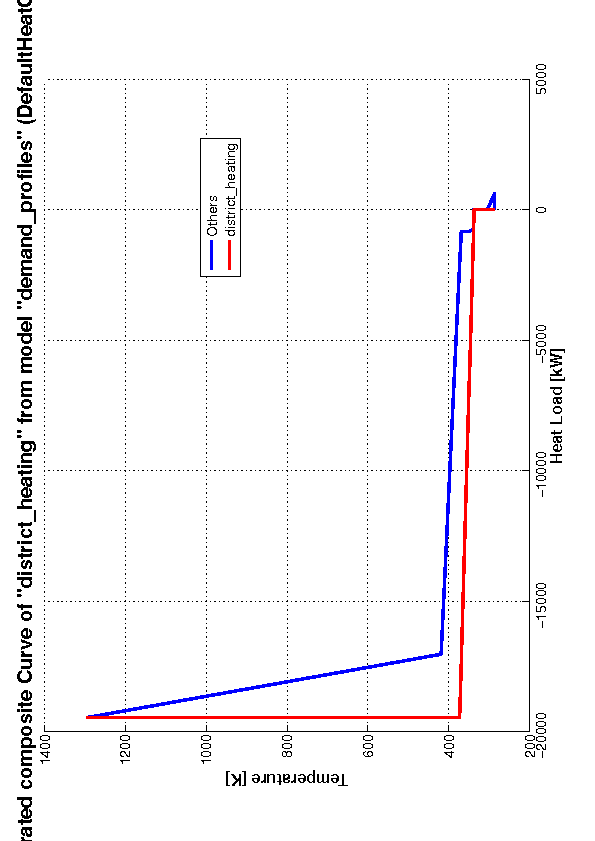 rated composite Curve of "district_heating" from model "demand_profiles" (DefaultHeatC
1400
1200
1000
800
600
400
200
Temperature [K]
-20000
-15000
-10000
-5000
0
5000
Heat Load [kW]
Others
district_heating